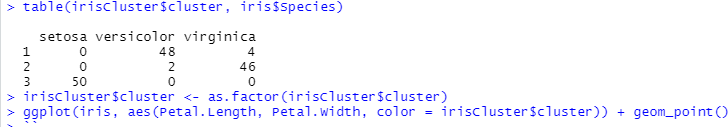 > table(irisCluster$cluster, iris$Species)
setosa versicolor virginica
1 0 48 4
2 0 2 46
3 50 0 0
> irisCluster$cluster <- as.factor(irisCluster$cluster)
> ggplot(iris, aes(Petal.Length, Petal.Width, color = irisCluster$cluster)) + geom_point()
> ``